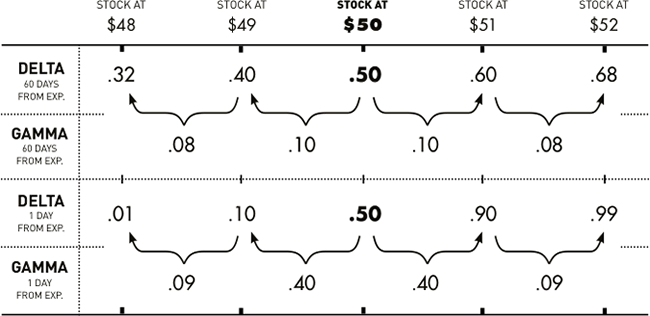 STOCK AT STOCK AT STOCK AT STOCK AT STOCK AT
$48 $49 $50 $51 $52
DELTA
60 DAYS
FROM EXP.
.32 .40 .50 .60 .68
GAMMA
60 DAYS
FROM EXP.
.08 .10 .10 .08
DELTA
1 DAY
FROM EXP.
.01 .10 .50 .90 .99
GAMMA
1 DAY
FROM EXP.
.09 .40 .40 .09